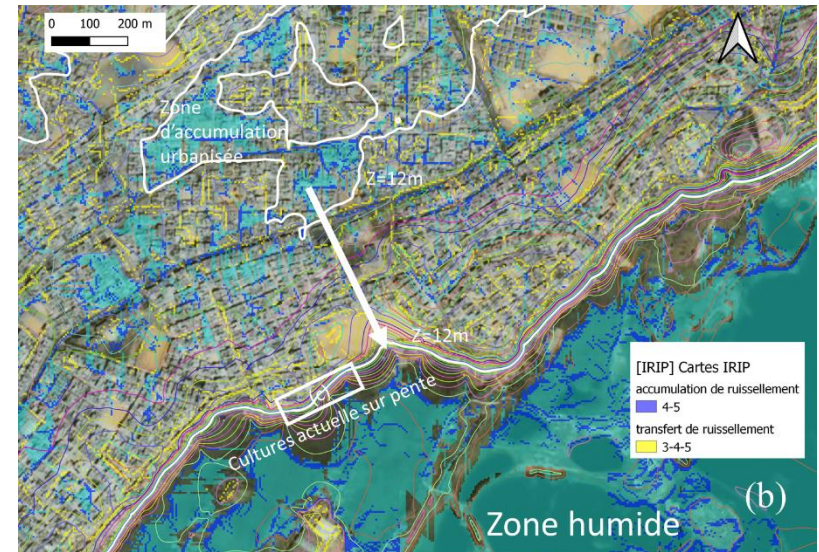 0 100 200 m
Zone
d'accumulation
urbanisée
Z=12m
Z=12m
(c)
Cultures actuelle sur pente
[IRIP] Cartes IRIP
accumulation de ruissellement
4-5
transfert de ruissellement
3-4-5
(b)
Zone humide